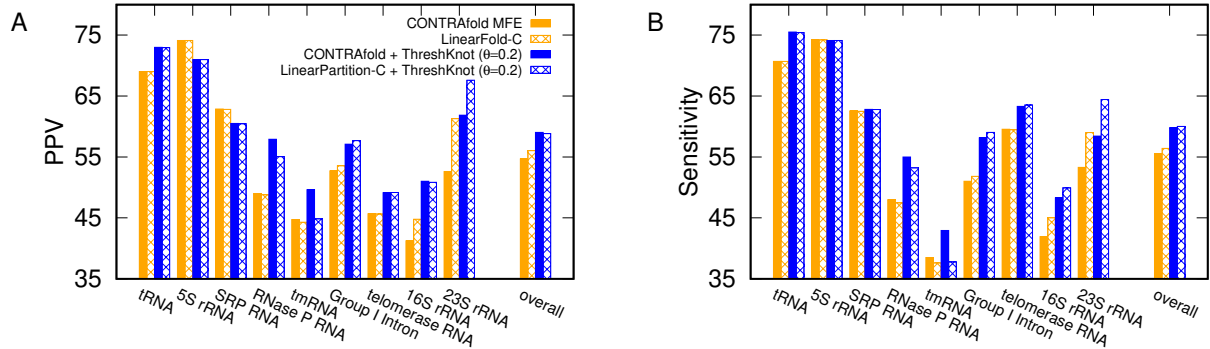 A
PPV
75
65
55
45
35
CONTRAfold MFE
LinearFold-C
CONTRAfold + ThreshKnot (θ=0.2)
LinearPartition-C + ThreshKnot (θ=0.2)
tRNA
5S rRNA
SRP RNA
RNase P RNA
tmRNA
Group I Intron
telomerase RNA
16S rRNA
23S rRNA
overall
B
Sensitivity
75
65
55
45
35
tRNA
5S rRNA
SRP RNA
RNase P RNA
tmRNA
Group I Intron
telomerase RNA
16S rRNA
23S rRNA
overall